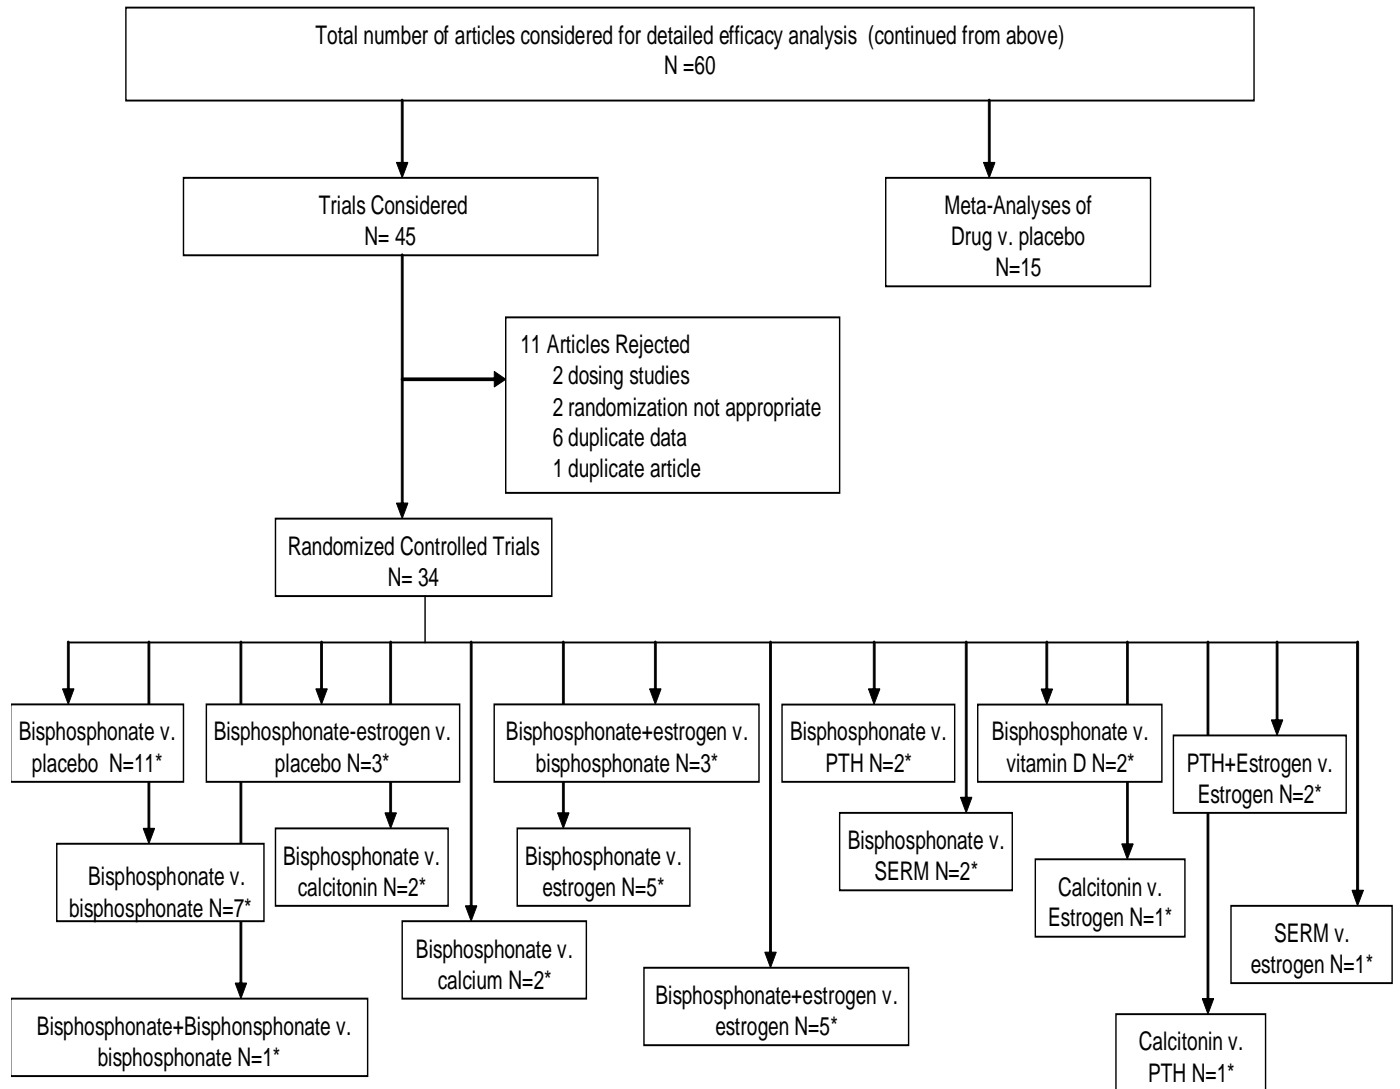 Total number of articles considered for detailed efficacy analysis (continued from above)
N =60
Trials Considered
N= 45
Meta-Analyses of
Drug v. placebo
N=15
11 Articles Rejected
2 dosing studies
2 randomization not appropriate
6 duplicate data
1 duplicate article
Randomized Controlled Trials
N= 34
Bisphosphonate v.
placebo N=11*
Bisphosphonate-estrogen v.
placebo N=3*
Bisphosphonate+estrogen v.
bisphosphonate N=3*
Bisphosphonate v.
PTH N=2*
Bisphosphonate v.
vitamin D N=2*
PTH+Estrogen v.
Estrogen N=2*
Bisphosphonate v.
bisphosphonate N=7*
Bisphosphonate v.
calcitonin N=2*
Bisphosphonate v.
estrogen N=5*
Bisphosphonate v.
SERM N=2*
Calcitonin v.
Estrogen N=1*
SERM v.
estrogen N=1*
Bisphosphonate v.
calcium N=2*
Bisphosphonate+estrogen v.
estrogen N=5*
Bisphosphonate+Bisphonsphonate v.
bisphosphonate N=1*
Calcitonin v.
PTH N=1*